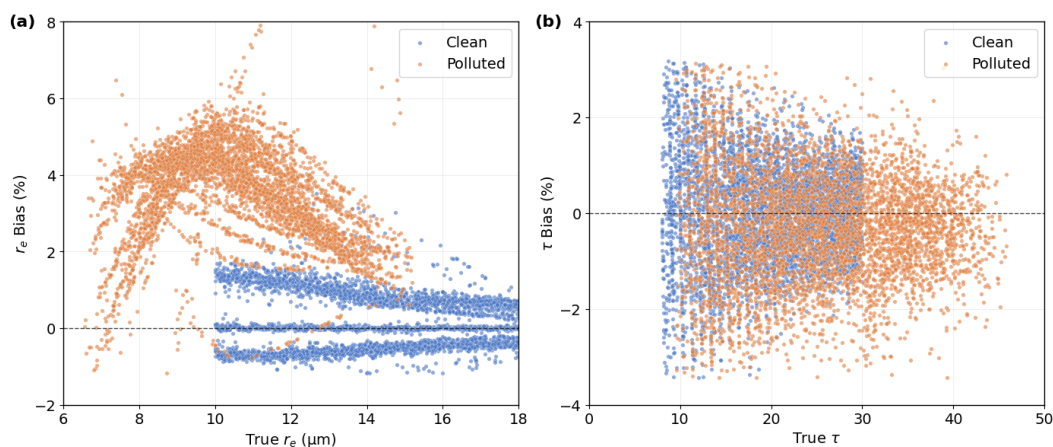 (a)
8
6
4
2
0
−2
r_e Bias (%)
Clean
Polluted
6 8 10 12 14 16 18
True r_e (μm)
(b)
4
2
0
−2
−4
τ Bias (%)
Clean
Polluted
0 10 20 30 40 50
True τ